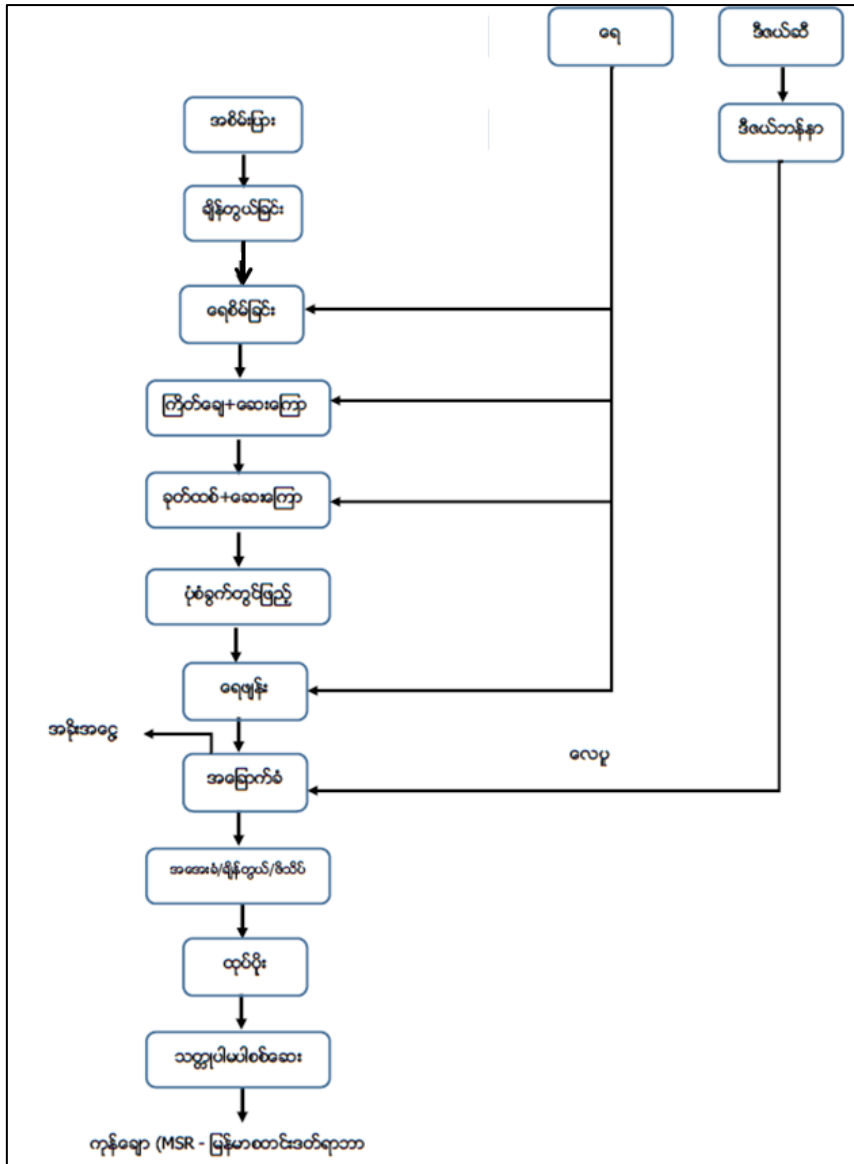 ရေ
ဒီဇယ်ဆီ
အစိမ်းပြား
ဒီဇယ်ဘန်နာ
ချိန်တွယ်ခြင်း
ရေစိမ်ခြင်း
ကြိတ်ချေ+ဆေးကြော
ခုတ်ထစ်+ဆေးကြော
ပုံစံခွက်တွင်ဖြည့်
ရေဖျန်း
အခိုးအငွေ့
လေပူ
အခြောက်ခံ
အအေးခံ/ချိန်တွယ်/ဖိသိပ်
ထုပ်ပိုး
သတ္တုပါမပါစစ်ဆေး
ကုန်ချော (MSR - မြန်မာစတင်းဒတ်ရာဘာ